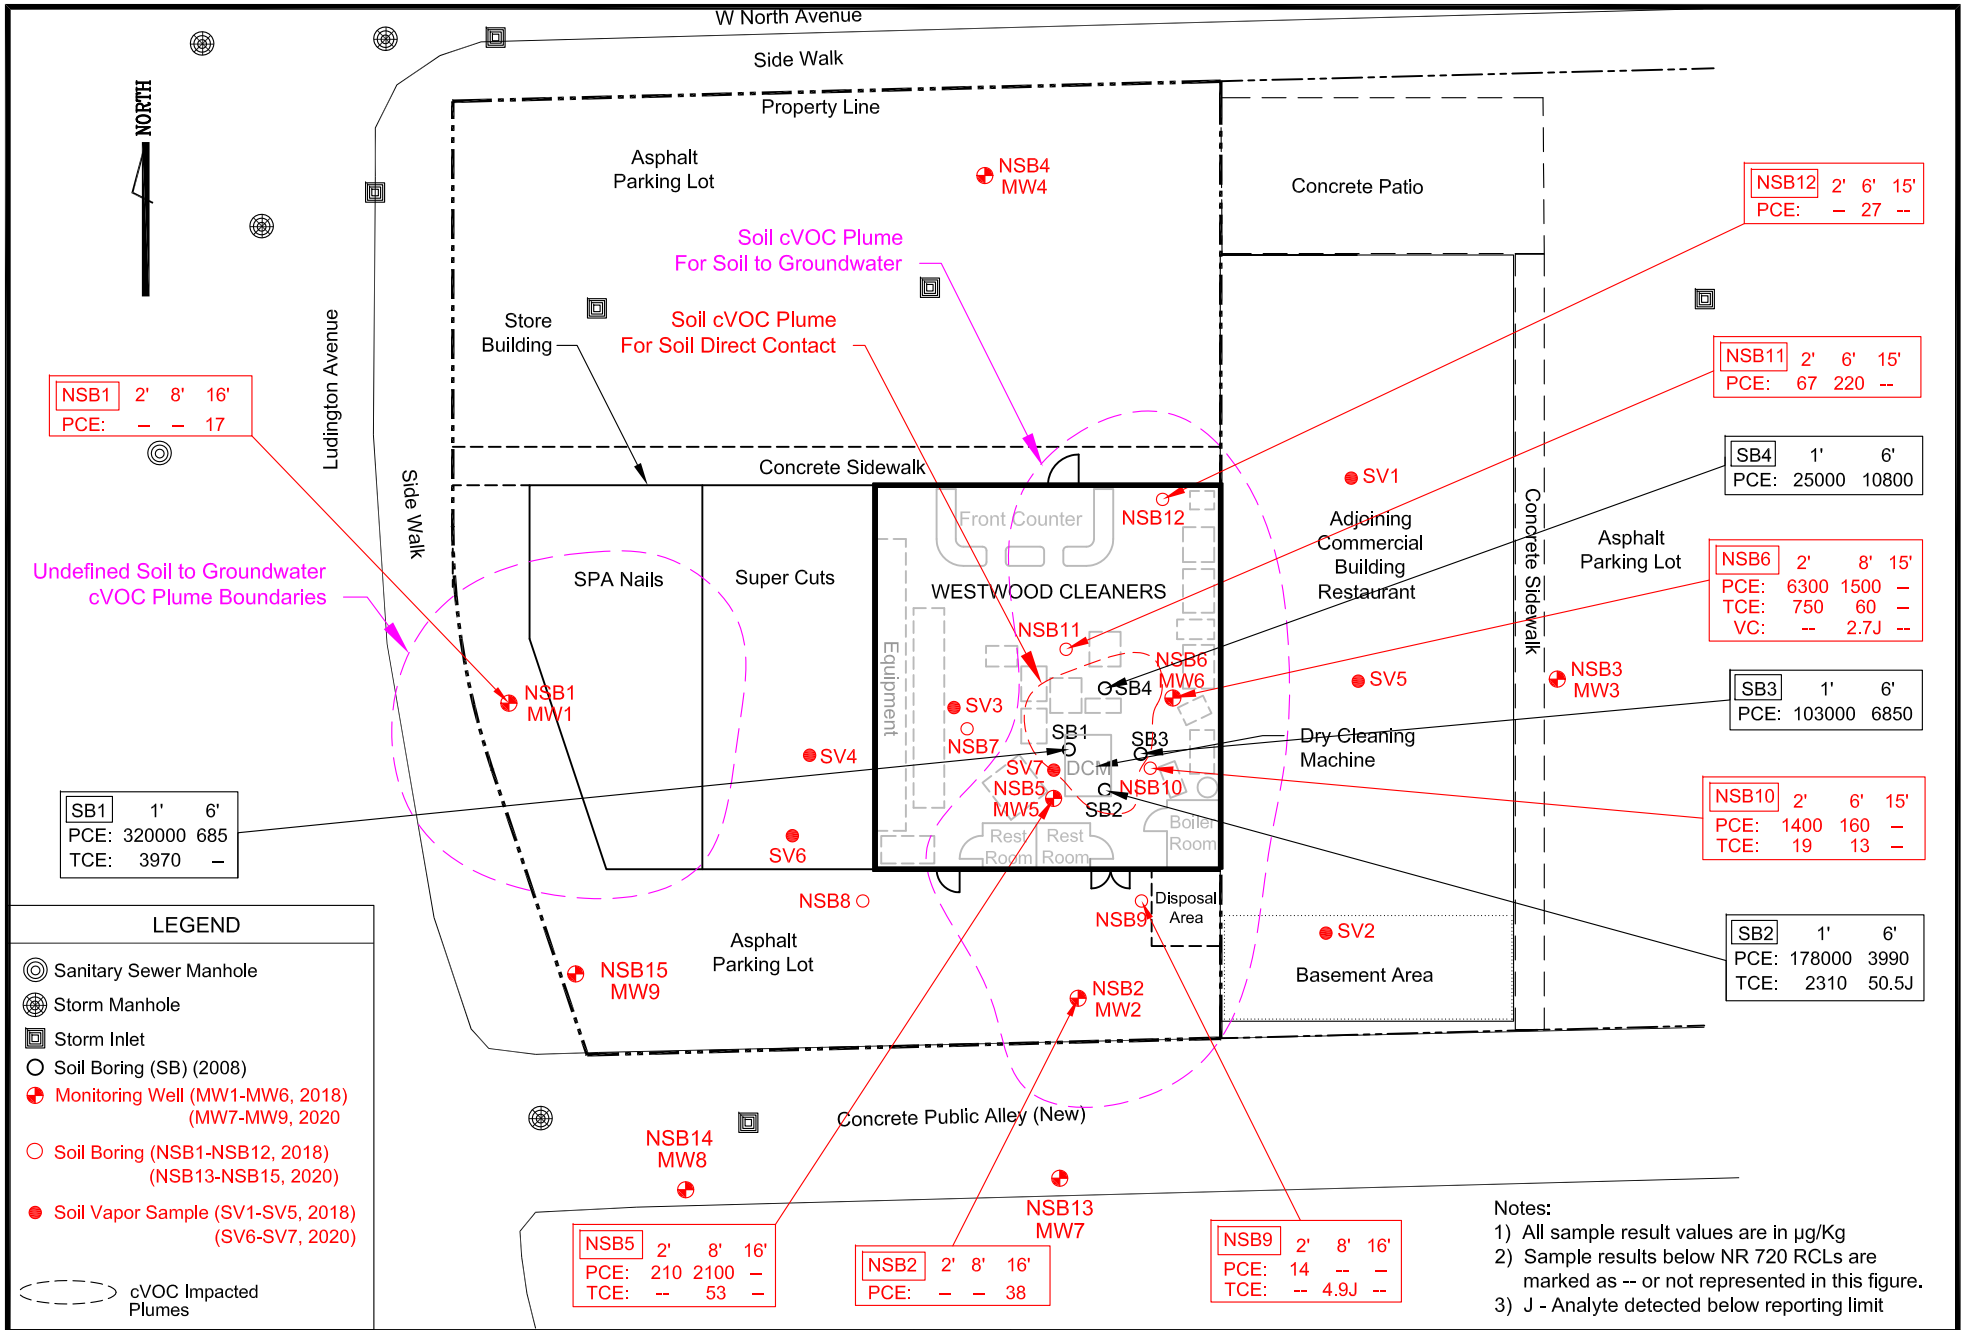 W North Avenue
Side Walk
Property Line
NORTH
Asphalt
Parking Lot
NSB4
MW4
Concrete Patio
NSB12 2' 6' 15'
PCE: – 27 --
Soil cVOC Plume
For Soil to Groundwater
Soil cVOC Plume
For Soil Direct Contact
Store
Building
Ludington Avenue
NSB11 2' 6' 15'
PCE: 67 220 --
NSB1 2' 8' 16'
PCE: – – 17
Side Walk
Concrete Sidewalk
SB4 1' 6'
PCE: 25000 10800
SV1
Front Counter
NSB12
Adjoining
Commercial
Building
Restaurant
Concrete Sidewalk
Asphalt
Parking Lot
Undefined Soil to Groundwater
cVOC Plume Boundaries
SPA Nails
Super Cuts
WESTWOOD CLEANERS
NSB6 2' 8' 15'
PCE: 6300 1500 –
TCE: 750 60 –
VC: -- 2.7J --
NSB11
Equipment
NSB6
MW6
SB4
SV5
NSB3
MW3
NSB1
MW1
SV3
NSB7
SB3 1' 6'
PCE: 103000 6850
SB1
SB3
Dry Cleaning
Machine
SV4
SV7
DCM
NSB5
MW5
NSB10
SB2
NSB10 2' 6' 15'
PCE: 1400 160 –
TCE: 19 13 –
SB1 1' 6'
PCE: 320000 685
TCE: 3970 –
SV6
Rest
Room
Rest
Room
Boiler
Room
NSB8
NSB9
Disposal
Area
SV2
Basement Area
SB2 1' 6'
PCE: 178000 3990
TCE: 2310 50.5J
Asphalt
Parking Lot
NSB15
MW9
NSB2
MW2
LEGEND
Sanitary Sewer Manhole
Storm Manhole
Storm Inlet
Soil Boring (SB) (2008)
Monitoring Well (MW1-MW6, 2018)
(MW7-MW9, 2020
Soil Boring (NSB1-NSB12, 2018)
(NSB13-NSB15, 2020)
Soil Vapor Sample (SV1-SV5, 2018)
(SV6-SV7, 2020)
cVOC Impacted
Plumes
Concrete Public Alley (New)
NSB14
MW8
NSB13
MW7
NSB5 2' 8' 16'
PCE: 210 2100 –
TCE: -- 53 --
NSB2 2' 8' 16'
PCE: – – 38
NSB9 2' 8' 16'
PCE: 14 -- –
TCE: -- 4.9J --
Notes:
1) All sample result values are in µg/Kg
2) Sample results below NR 720 RCLs are
marked as -- or not represented in this figure.
3) J - Analyte detected below reporting limit